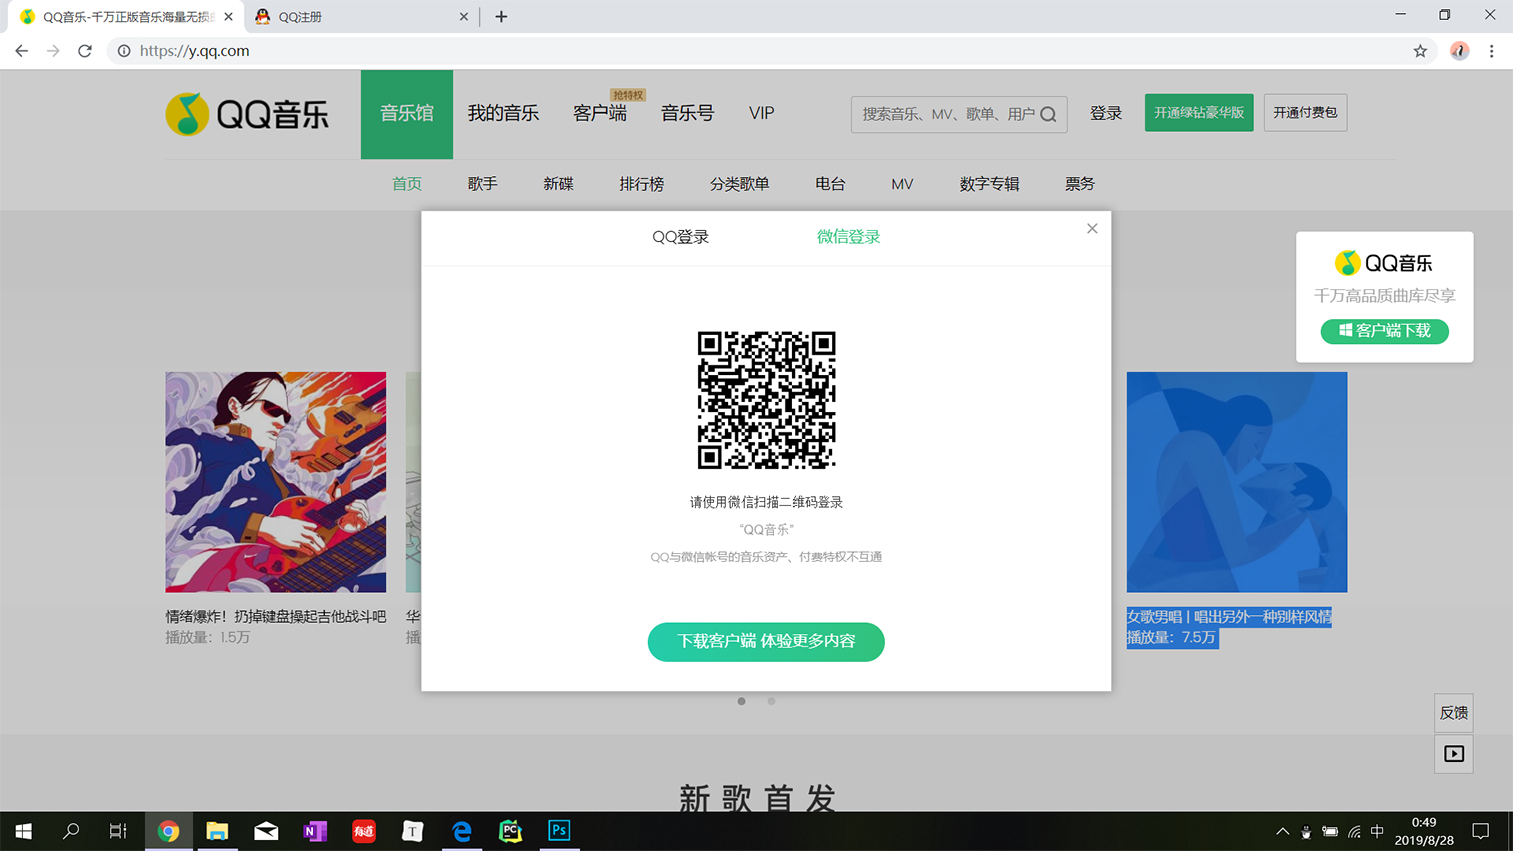 QQ音乐-千万正版音乐海量无损
QQ注册
https://y.qq.com
QQ音乐
音乐馆
我的音乐
抢特权
客户端
音乐号
VIP
搜索音乐、MV、歌单、用户
登录
开通绿钻豪华版
开通付费包
首页
歌手
新碟
排行榜
分类歌单
电台
MV
数字专辑
票务
QQ登录
微信登录
QQ音乐
千万高品质曲库尽享
客户端下载
请使用微信扫描二维码登录
“QQ音乐”
QQ与微信帐号的音乐资产、付费特权不互通
下载客户端 体验更多内容
情绪爆炸！扔掉键盘操起吉他战斗吧
播放量：1.5万
华
播
女歌男唱 | 唱出另外一种别样风情
播放量：7.5万
反馈
新歌首发
N
有道
T
PC
Ps
中
0:49
2019/8/28